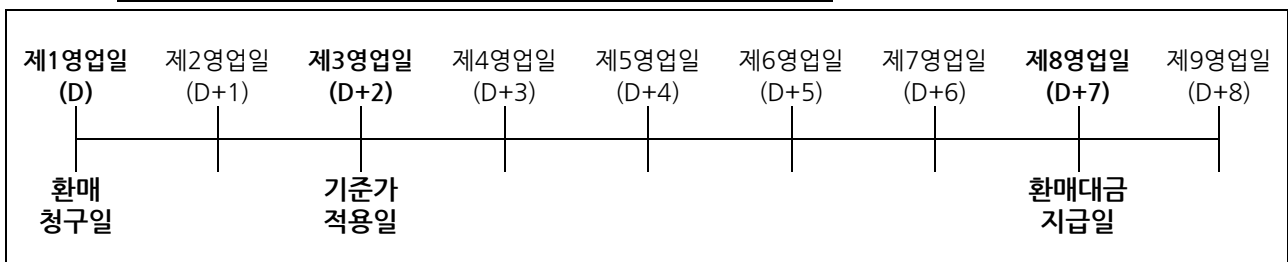 제1영업일 제2영업일 제3영업일 제4영업일 제5영업일 제6영업일 제7영업일 제8영업일 제9영업일
(D) (D+1) (D+2) (D+3) (D+4) (D+5) (D+6) (D+7) (D+8)
환매 기준가 환매대금
청구일 적용일 지급일